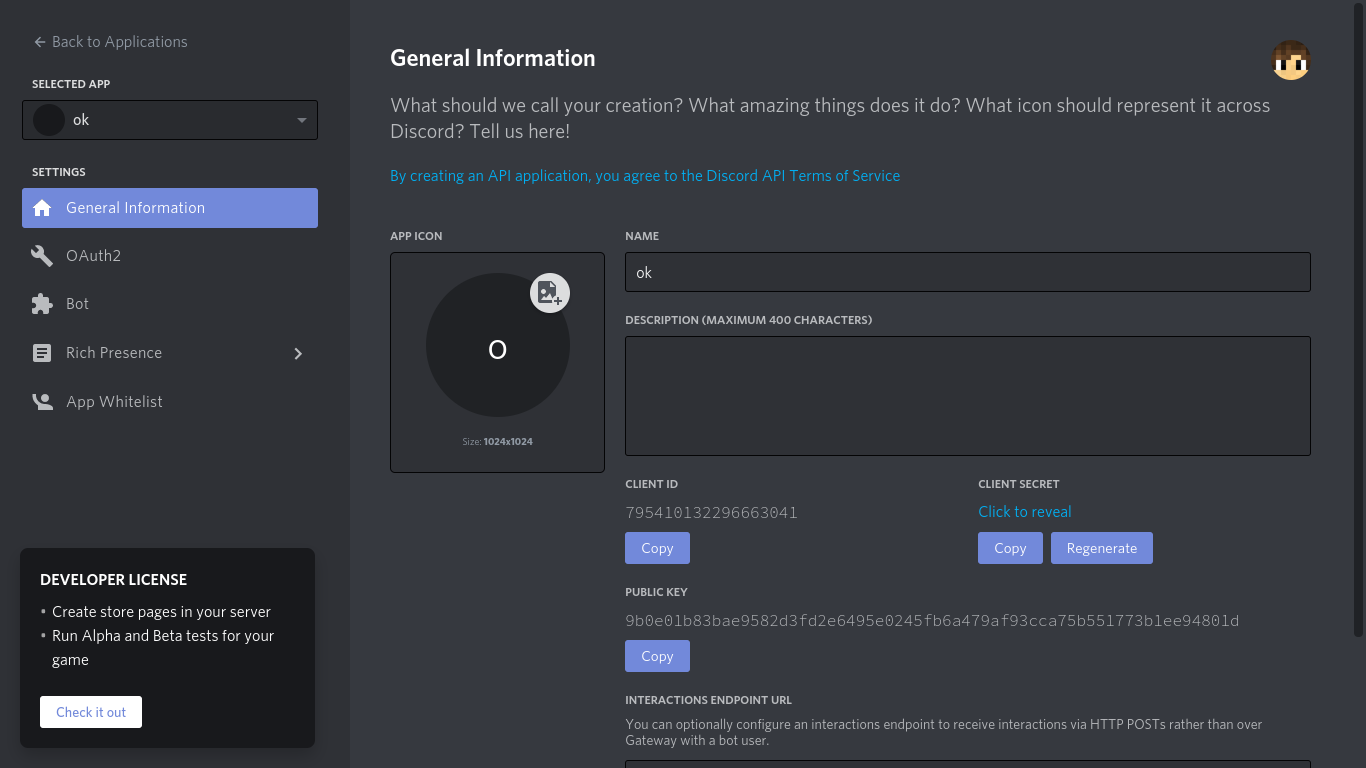 Back to Applications
SELECTED APP
ok
SETTINGS
General Information
OAuth2
Bot
Rich Presence
App Whitelist
DEVELOPER LICENSE
• Create store pages in your server
• Run Alpha and Beta tests for your
game
Check it out
General Information
What should we call your creation? What amazing things does it do? What icon should represent it across
Discord? Tell us here!
By creating an API application, you agree to the Discord API Terms of Service
APP ICON
O
Size: 1024x1024
NAME
ok
DESCRIPTION (MAXIMUM 400 CHARACTERS)
CLIENT ID
795410132296663041
Copy
CLIENT SECRET
Click to reveal
Copy Regenerate
PUBLIC KEY
9b0e01b83bae9582d3fd2e6495e0245fb6a479af93cca75b551773b1ee94801d
Copy
INTERACTIONS ENDPOINT URL
You can optionally configure an interactions endpoint to receive interactions via HTTP POSTs rather than over
Gateway with a bot user.